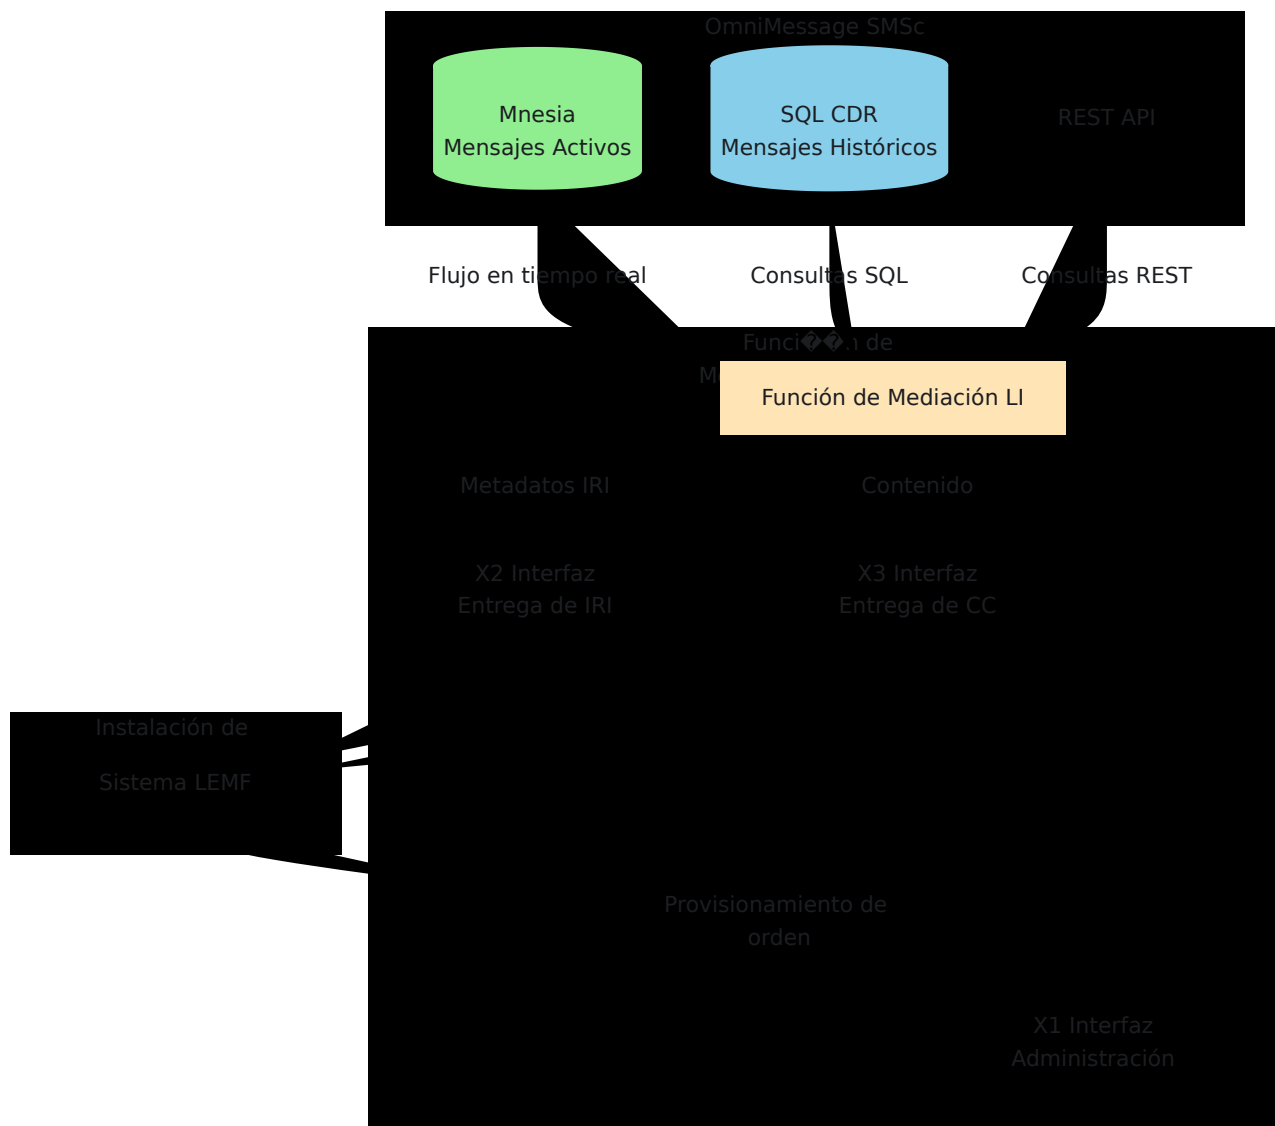 OmniMessage SMSc
Mnesia
Mensajes Activos
SQL CDR
Mensajes Históricos
REST API
Flujo en tiempo real
Consultas SQL
Consultas REST
Funci��n de
Función de Mediación LI
Metadatos IRI
Contenido
X2 Interfaz
Entrega de IRI
X3 Interfaz
Entrega de CC
Instalación de
Sistema LEMF
Provisionamiento de
orden
X1 Interfaz
Administración